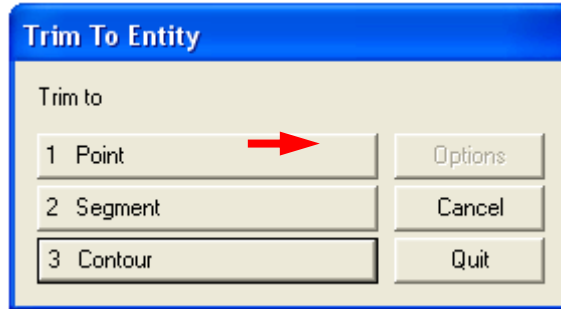 Trim To Entity
Trim to
1 Point
Options
2 Segment
Cancel
3 Contour
Quit